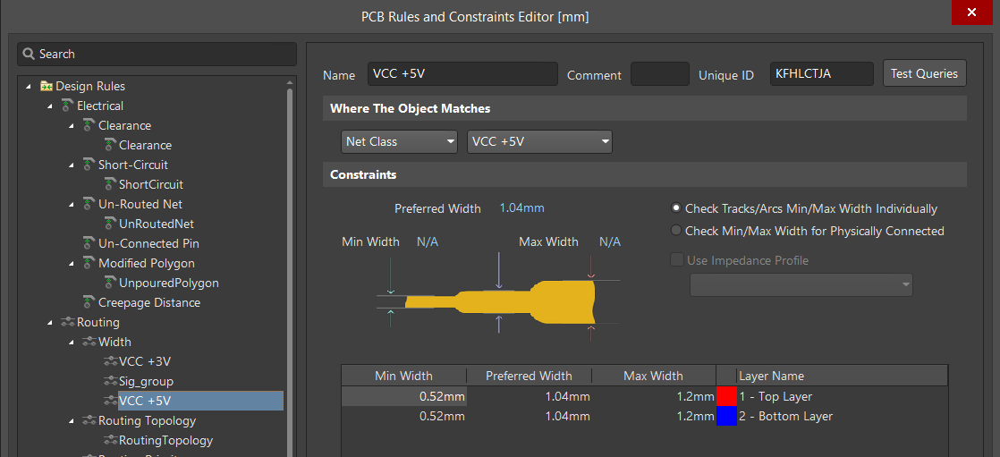 PCB Rules and Constraints Editor [mm]
Search
Design Rules
Electrical
Clearance
Clearance
Short-Circuit
ShortCircuit
Un-Routed Net
UnRoutedNet
Un-Connected Pin
Modified Polygon
UnpouredPolygon
Creepage Distance
Routing
Width
VCC +3V
Sig_group
VCC +5V
Routing Topology
RoutingTopology
Name VCC +5V Comment Unique ID KFHLCTJA Test Queries
Where The Object Matches
Net Class VCC +5V
Constraints
Preferred Width 1.04mm
Min Width N/A Max Width N/A
Check Tracks/Arcs Min/Max Width Individually
Check Min/Max Width for Physically Connected
Use Impedance Profile
Min Width Preferred Width Max Width Layer Name
0.52mm 1.04mm 1.2mm 1 - Top Layer
0.52mm 1.04mm 1.2mm 2 - Bottom Layer